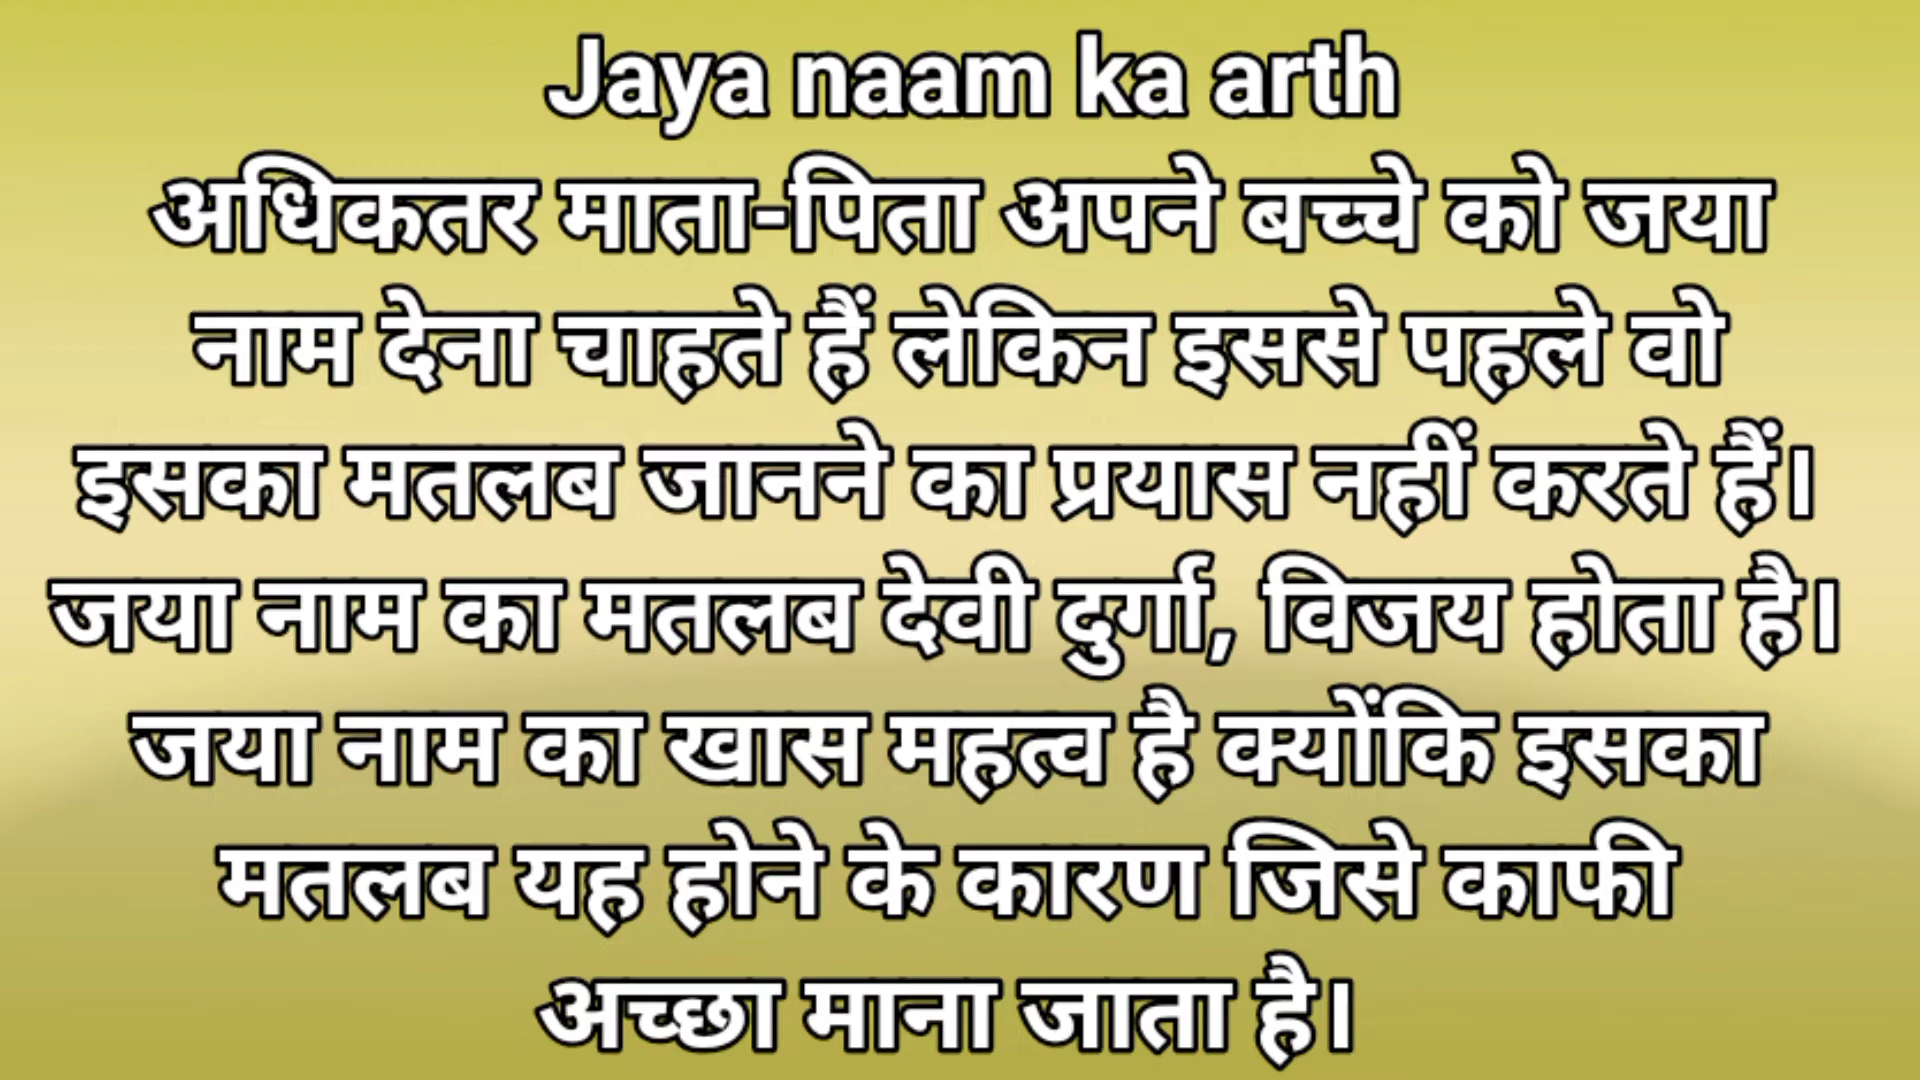 Jaya naam ka arth
अधिकतर माता-पिता अपने बच्चे को जया
नाम देना चाहते हैं लेकिन इससे पहले वो
इसका मतलब जानने का प्रयास नहीं करते हैं।
जया नाम का मतलब देवी दुर्गा, विजय होता है।
जया नाम का खास महत्व है क्योंकि इसका
मतलब यह होने के कारण जिसे काफी
अच्छा माना जाता है।